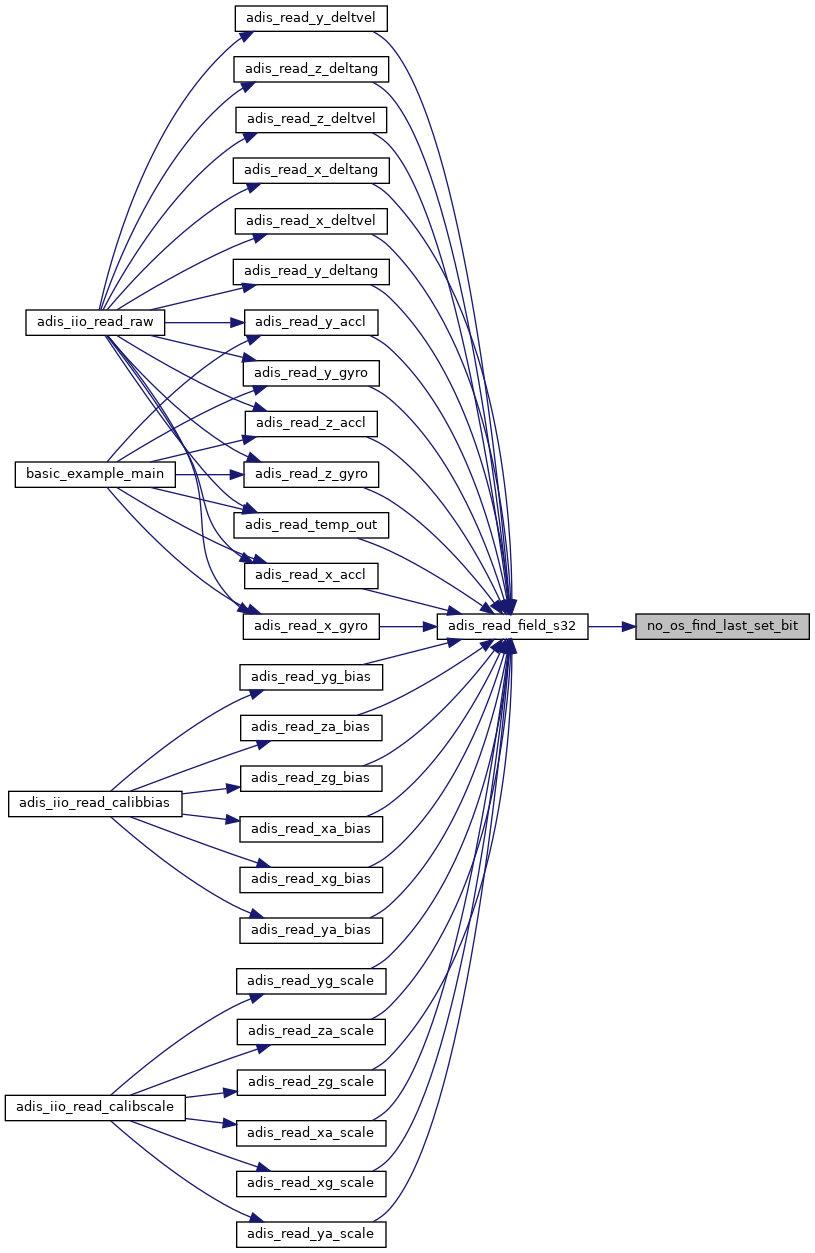 adis_read_y_deltvel
adis_read_z_deltang
adis_read_z_deltvel
adis_read_x_deltang
adis_read_x_deltvel
adis_read_y_deltang
adis_iio_read_raw
adis_read_y_accl
adis_read_y_gyro
adis_read_z_accl
basic_example_main
adis_read_z_gyro
adis_read_temp_out
adis_read_x_accl
adis_read_x_gyro
adis_read_field_s32
no_os_find_last_set_bit
adis_read_yg_bias
adis_read_za_bias
adis_read_zg_bias
adis_iio_read_calibbias
adis_read_xa_bias
adis_read_xg_bias
adis_read_ya_bias
adis_read_yg_scale
adis_read_za_scale
adis_read_zg_scale
adis_iio_read_calibscale
adis_read_xa_scale
adis_read_xg_scale
adis_read_ya_scale